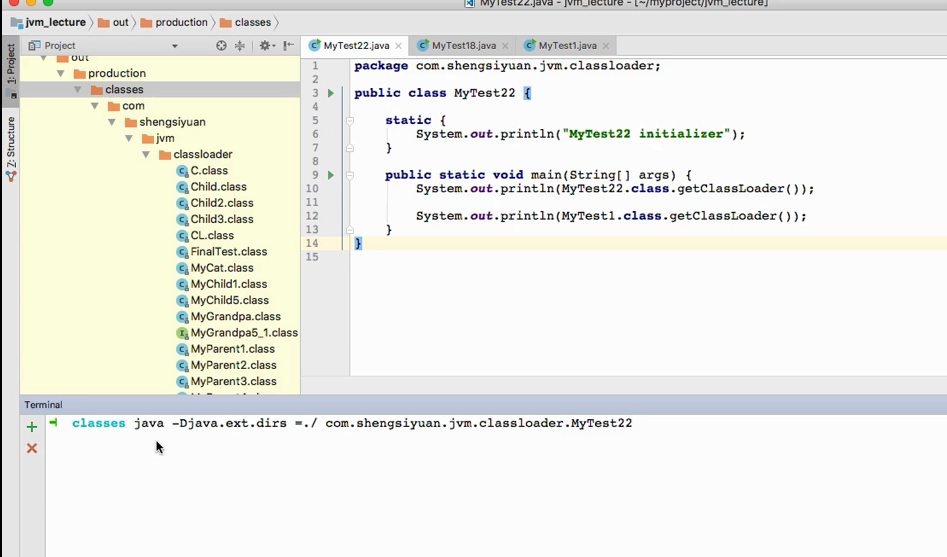 MyTest22.java - jvm_lecture - [~/myproject/jvm_lecture]
jvm_lecture out production classes
1: Project
Z: Structure
Project
MyTest22.java MyTest18.java MyTest1.java
out
production
classes
com
shengsiyuan
jvm
classloader
C.class
Child.class
Child2.class
Child3.class
CL.class
FinalTest.class
MyCat.class
MyChild1.class
MyChild5.class
MyGrandpa.class
MyGrandpa5_1.class
MyParent1.class
MyParent2.class
MyParent3.class
1 package com.shengsiyuan.jvm.classloader;
2
3 public class MyTest22 {
4
5 static {
6 System.out.println("MyTest22 initializer");
7 }
8
9 public static void main(String[] args) {
10 System.out.println(MyTest22.class.getClassLoader());
11
12 System.out.println(MyTest1.class.getClassLoader());
13 }
14 }
15
Terminal
classes java -Djava.ext.dirs =./ com.shengsiyuan.jvm.classloader.MyTest22